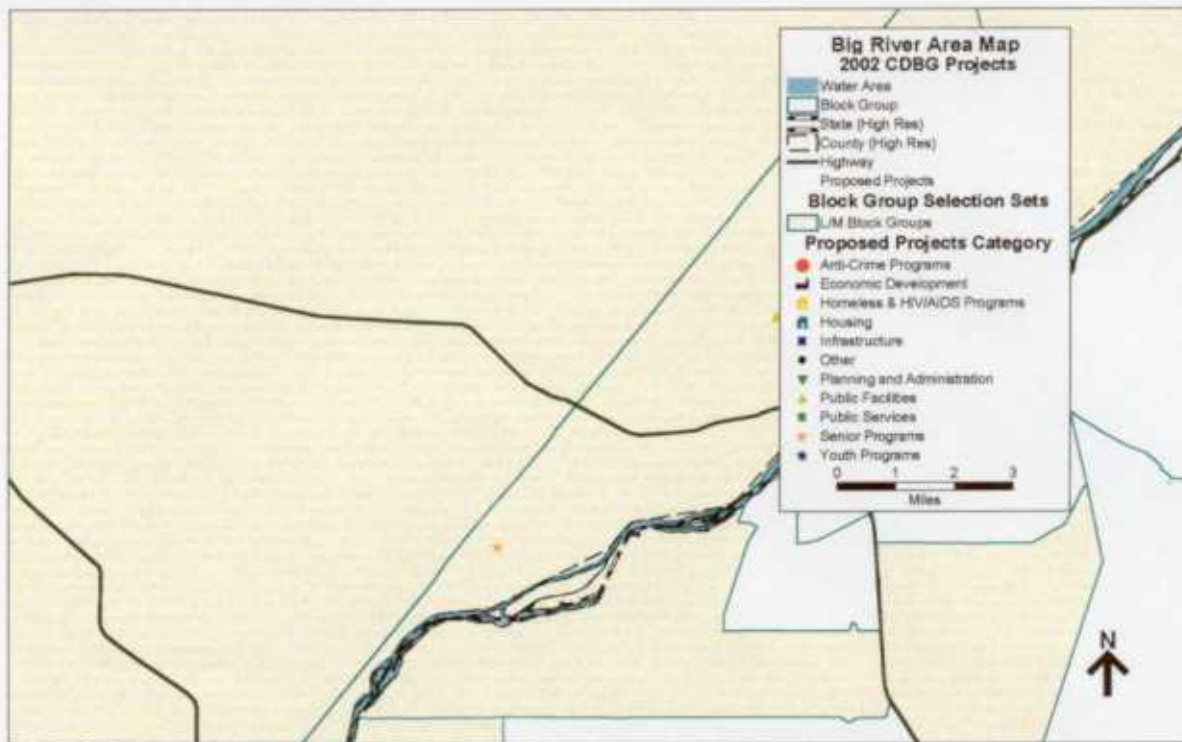 Big River Area Map
2002 CDBG Projects
Water Area
Block Group
State (High Res)
County (High Res)
Highway
Proposed Projects
Block Group Selection Sets
L/M Block Groups
Proposed Projects Category
Anti-Crime Programs
Economic Development
Homeless & HIV/AIDS Programs
Housing
Infrastructure
Other
Planning and Administration
Public Facilities
Public Services
Senior Programs
Youth Programs
0 1 2 3
Miles
N